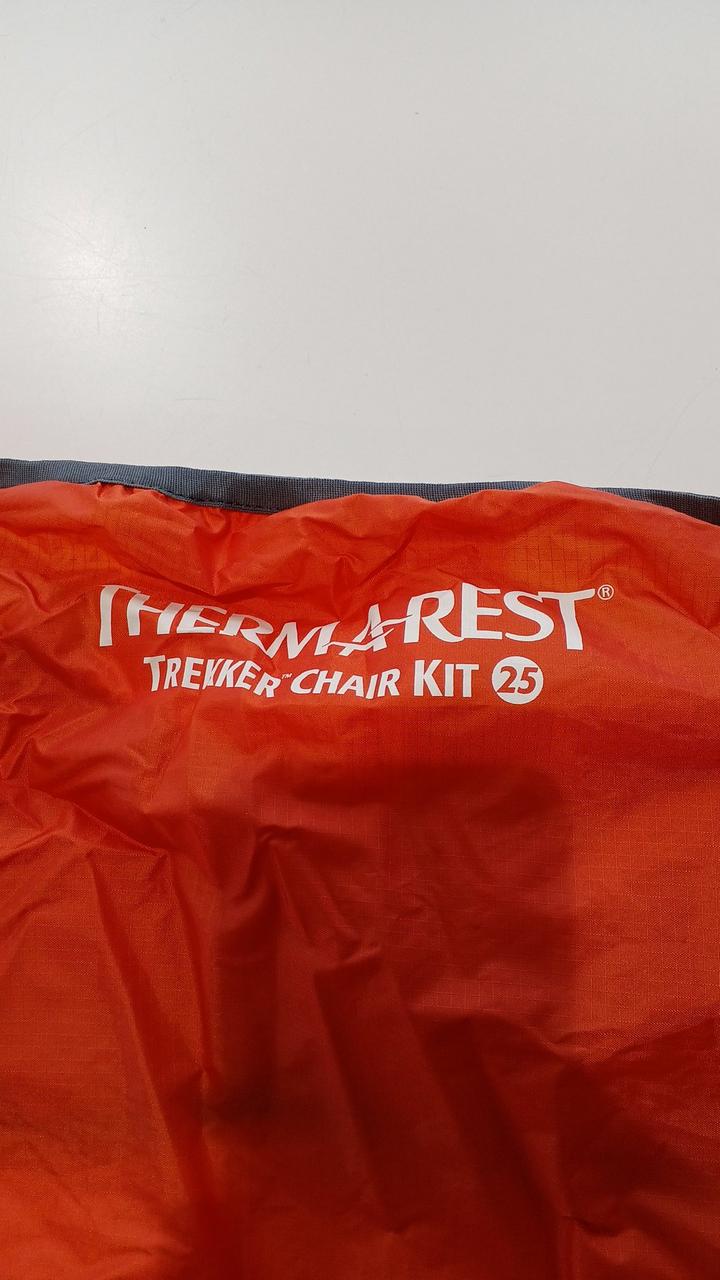 THERM-A-REST®
TREKKER™ CHAIR KIT 25